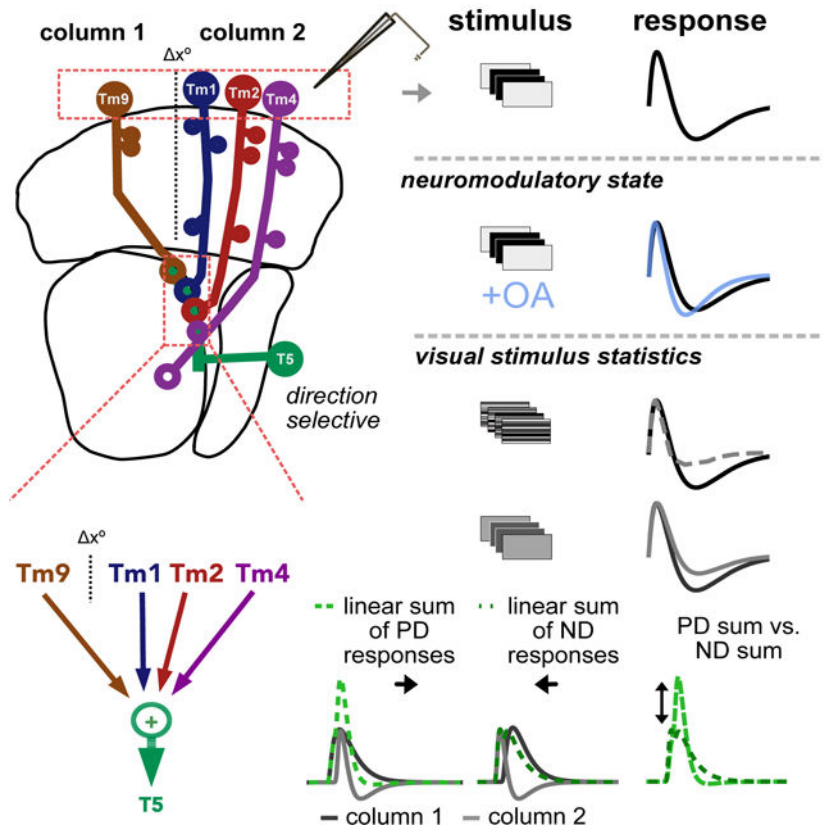 column 1 column 2
Δxº
Tm9 Tm1 Tm2 Tm4
T5
direction
selective
stimulus response
neuromodulatory state
+OA
visual stimulus statistics
Δxº
Tm9 Tm1 Tm2 Tm4
+
T5
linear sum
of PD
responses
linear sum
of ND
responses
PD sum vs.
ND sum
column 1 column 2